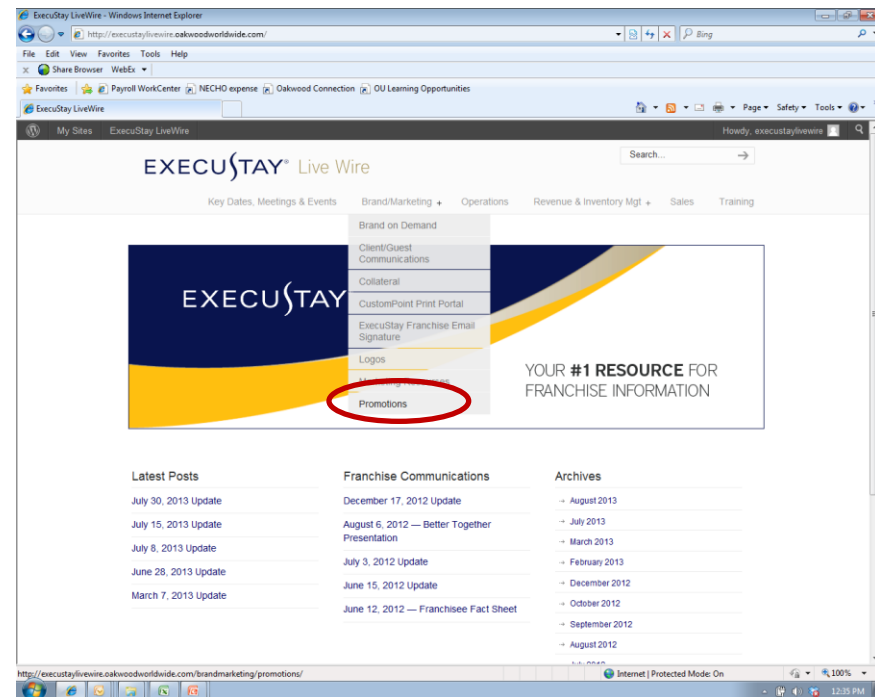 ExecuStay LiveWire - Windows Internet Explorer
http://execustaylivewire.oakwoodworldwide.com/
Bing
File Edit View Favorites Tools Help
x Share Browser WebEx
Favorites Payroll WorkCenter NECHO expense Oakwood Connection OU Learning Opportunities
ExecuStay LiveWire
Page Safety Tools
My Sites ExecuStay LiveWire
Howdy, execustaylivewire
EXECUSTAY® Live Wire
Search...
Key Dates, Meetings & Events Brand/Marketing + Operations Revenue & Inventory Mgt + Sales Training
Brand on Demand
Client/Guest
Communications
Collateral
CustomPoint Print Portal
ExecuStay Franchise Email
Signature
Logos
Marketing Resources
Promotions
EXECUSTAY
YOUR #1 RESOURCE FOR
FRANCHISE INFORMATION
Latest Posts
July 30, 2013 Update
July 15, 2013 Update
July 8, 2013 Update
June 28, 2013 Update
March 7, 2013 Update
Franchise Communications
December 17, 2012 Update
August 6, 2012 — Better Together
Presentation
July 3, 2012 Update
June 15, 2012 Update
June 12, 2012 — Franchisee Fact Sheet
Archives
→ August 2013
→ July 2013
→ March 2013
→ February 2013
→ December 2012
→ October 2012
→ September 2012
→ August 2012
http://execustaylivewire.oakwoodworldwide.com/brandmarketing/promotions/
Internet | Protected Mode: On
100%
12:35 PM